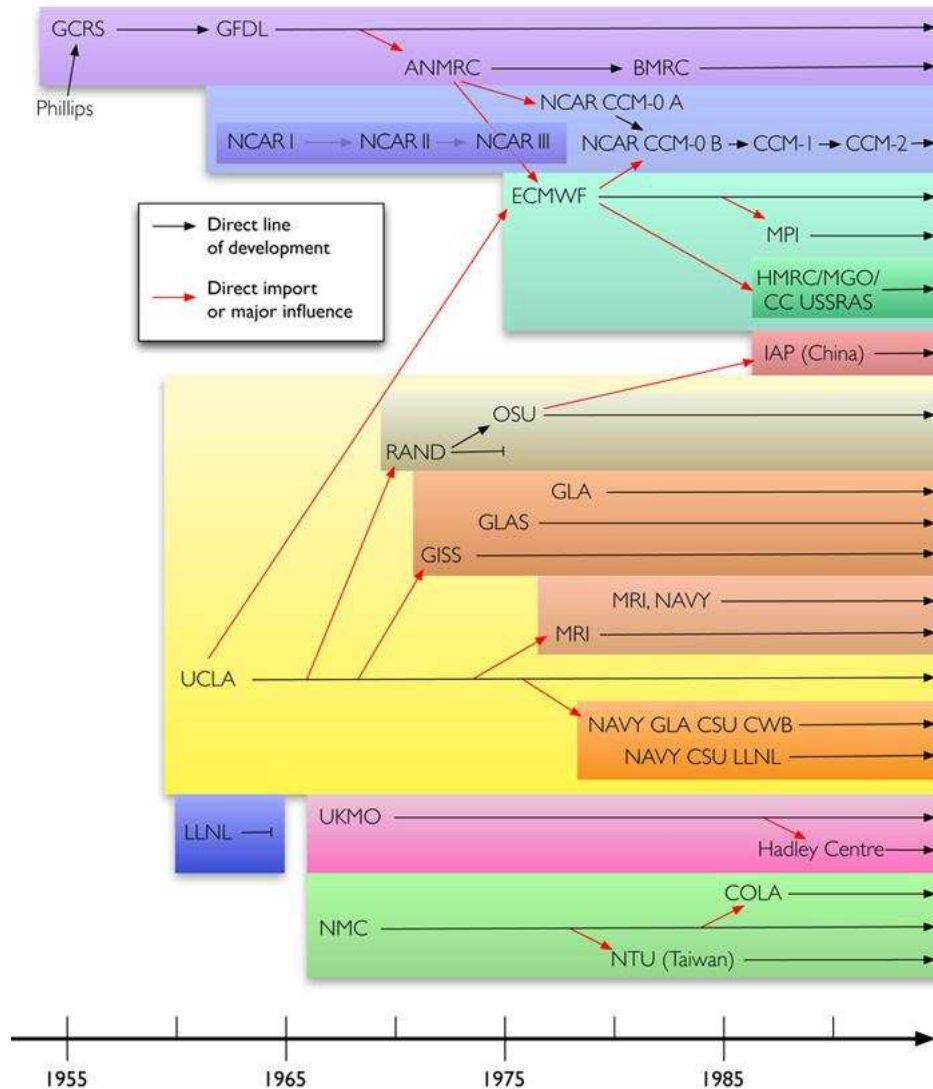 GCRS GFDL
ANMRC BMRC
Phillips
NCAR CCM-0 A
NCAR I NCAR II NCAR III NCAR CCM-0 B CCM-1 CCM-2
ECMWF
Direct line
of development
Direct import
or major influence
MPI
HMRC/MGO/
CC USSRAS
IAP (China)
OSU
RAND
GLA
GLAS
GISS
MRI, NAVY
MRI
UCLA
NAVY GLA CSU CWB
NAVY CSU LLNL
LLNL
UKMO
Hadley Centre
COLA
NMC
NTU (Taiwan)
1955 1965 1975 1985